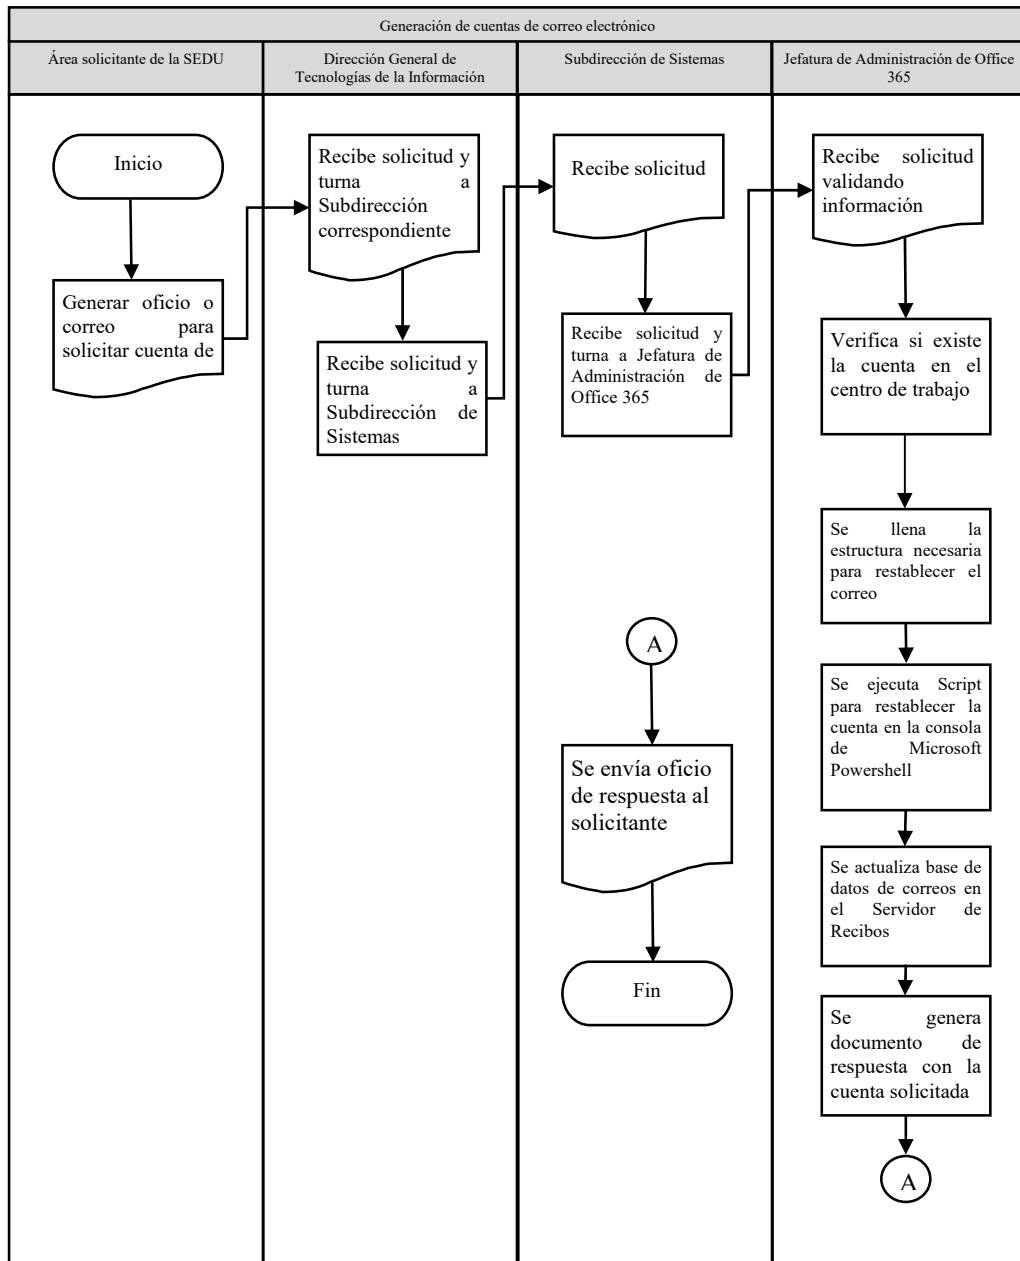 Generación de cuentas de correo electrónico
Área solicitante de la SEDU
Dirección General de
Tecnologías de la Información
Subdirección de Sistemas
Jefatura de Administración de Office
365
Inicio
Generar oficio o
correo para
solicitar cuenta de
Recibe solicitud y
turna a
Subdirección
correspondiente
Recibe solicitud y
turna a
Subdirección de
Sistemas
Recibe solicitud
Recibe solicitud y
turna a Jefatura de
Administración de
Office 365
Recibe solicitud
validando
información
Verifica si existe
la cuenta en el
centro de trabajo
Se llena la
estructura necesaria
para restablecer el
correo
Se ejecuta Script
para restablecer la
cuenta en la consola
de Microsoft
Powershell
Se actualiza base de
datos de correos en
el Servidor de
Recibos
Se genera
documento de
respuesta con la
cuenta solicitada
A
A
Se envía oficio
de respuesta al
solicitante
Fin